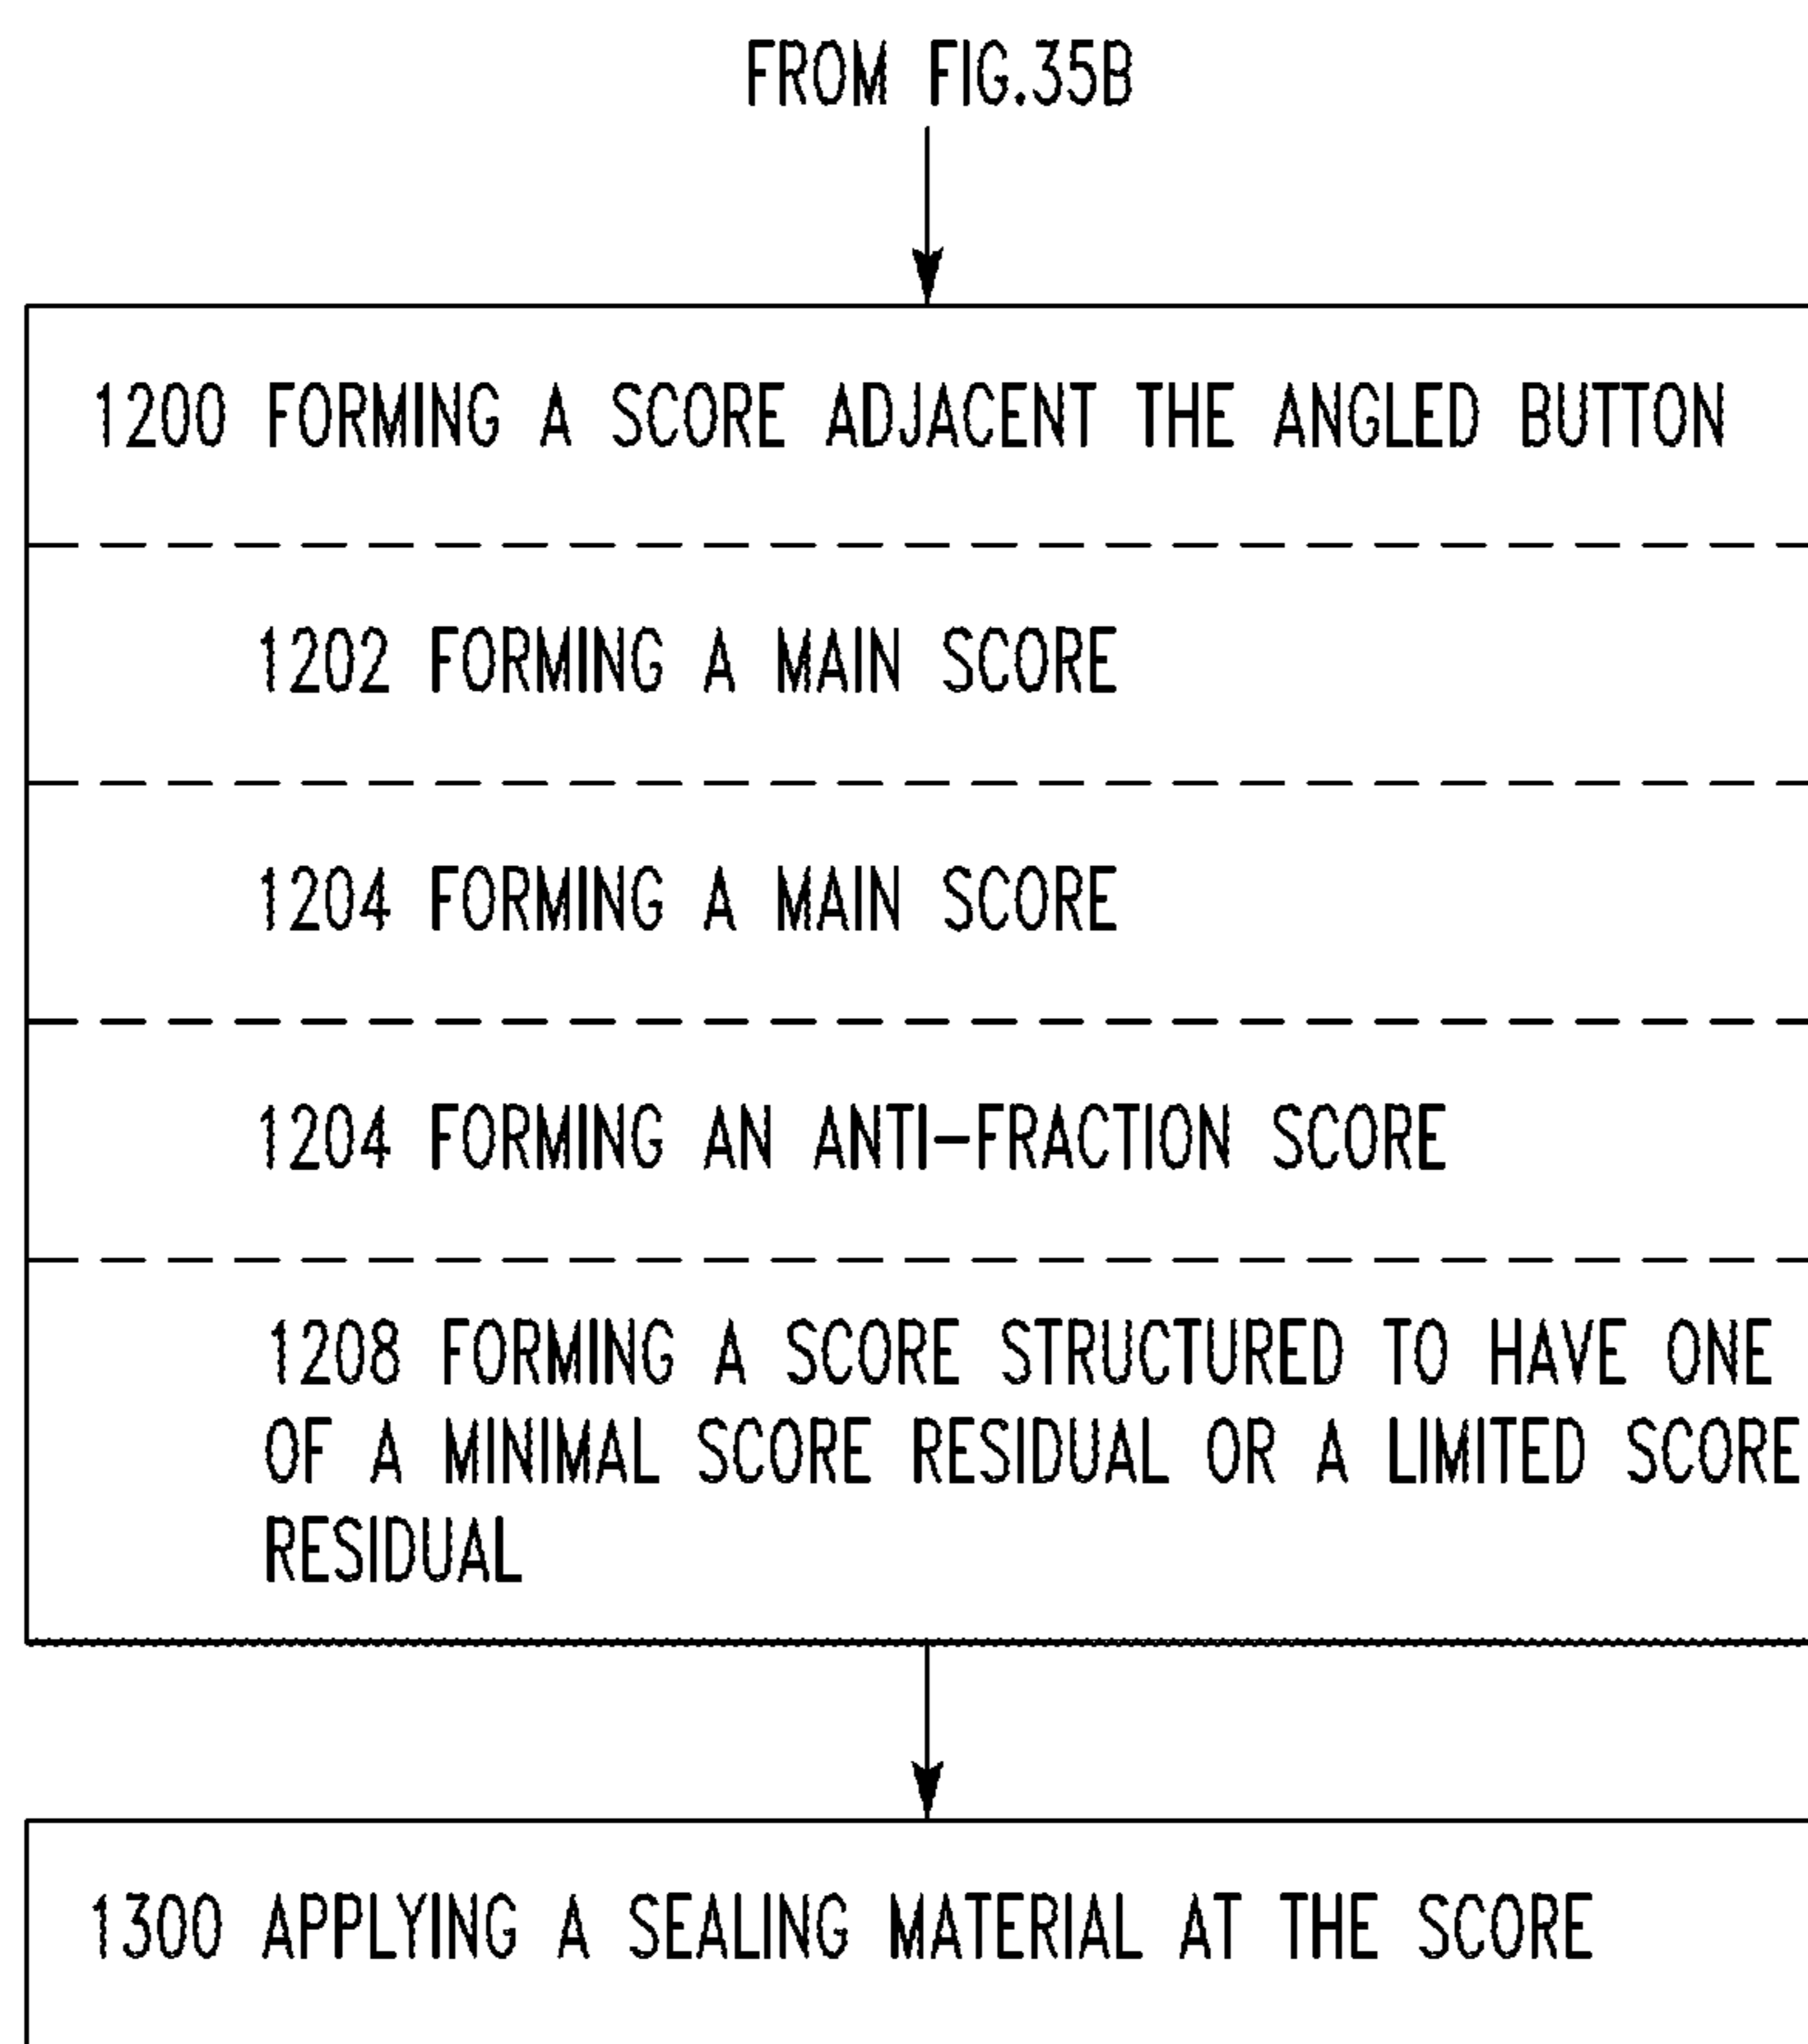 FROM FIG.35B
1200 FORMING A SCORE ADJACENT THE ANGLED BUTTON
1202 FORMING A MAIN SCORE
1204 FORMING A MAIN SCORE
1204 FORMING AN ANTI-FRACTION SCORE
1208 FORMING A SCORE STRUCTURED TO HAVE ONE
OF A MINIMAL SCORE RESIDUAL OR A LIMITED SCORE
RESIDUAL
1300 APPLYING A SEALING MATERIAL AT THE SCORE